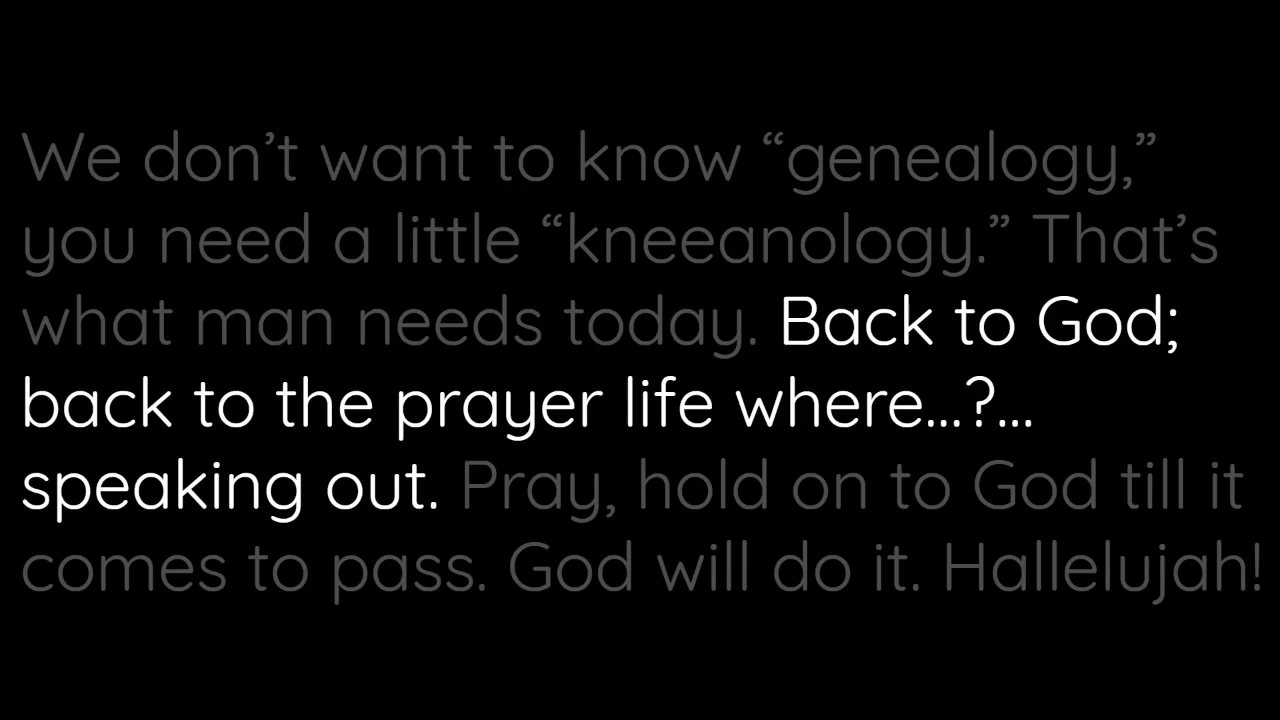 We don’t want to know “genealogy,”
you need a little “kneeanology.” That’s
what man needs today. Back to God;
back to the prayer life where...?...
speaking out. Pray, hold on to God till it
comes to pass. God will do it. Hallelujah!